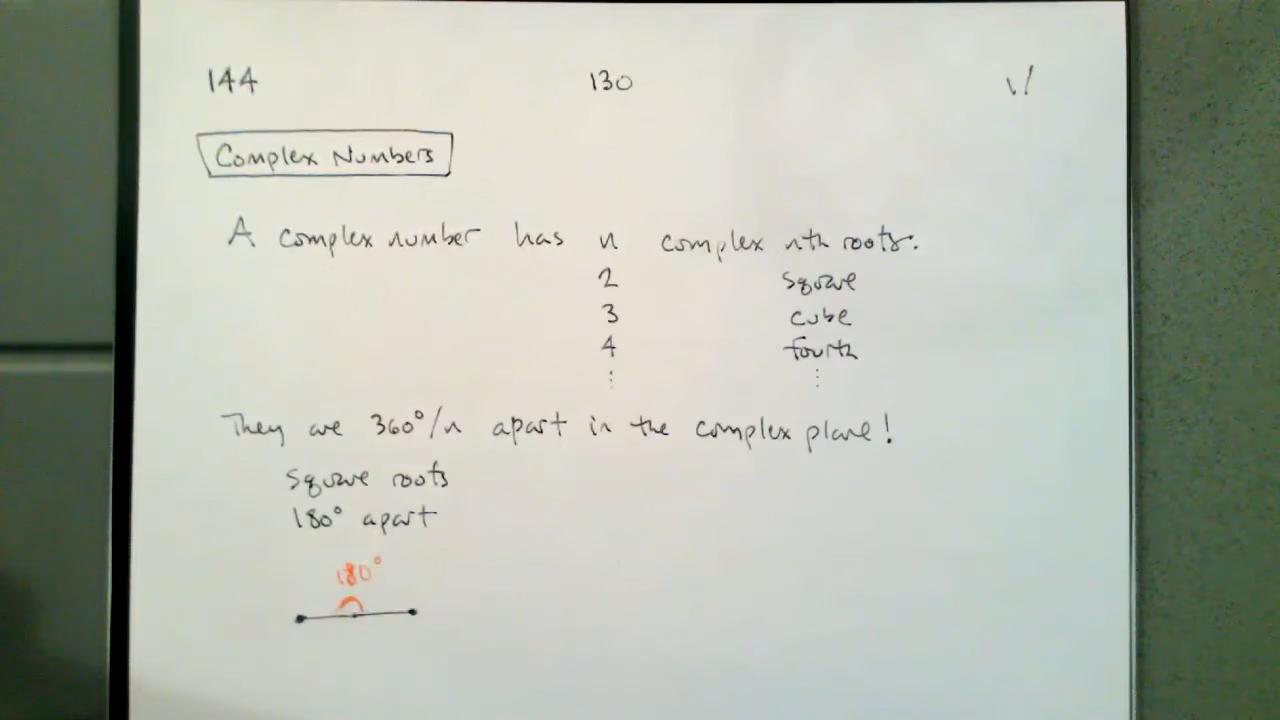 144 130 V!
Complex Numbers
A complex number has n complex nth roots.
2 square
3 cube
4 fourth
⋮ ⋮
They are 360°/n apart in the complex plane!
square roots
180° apart
180°